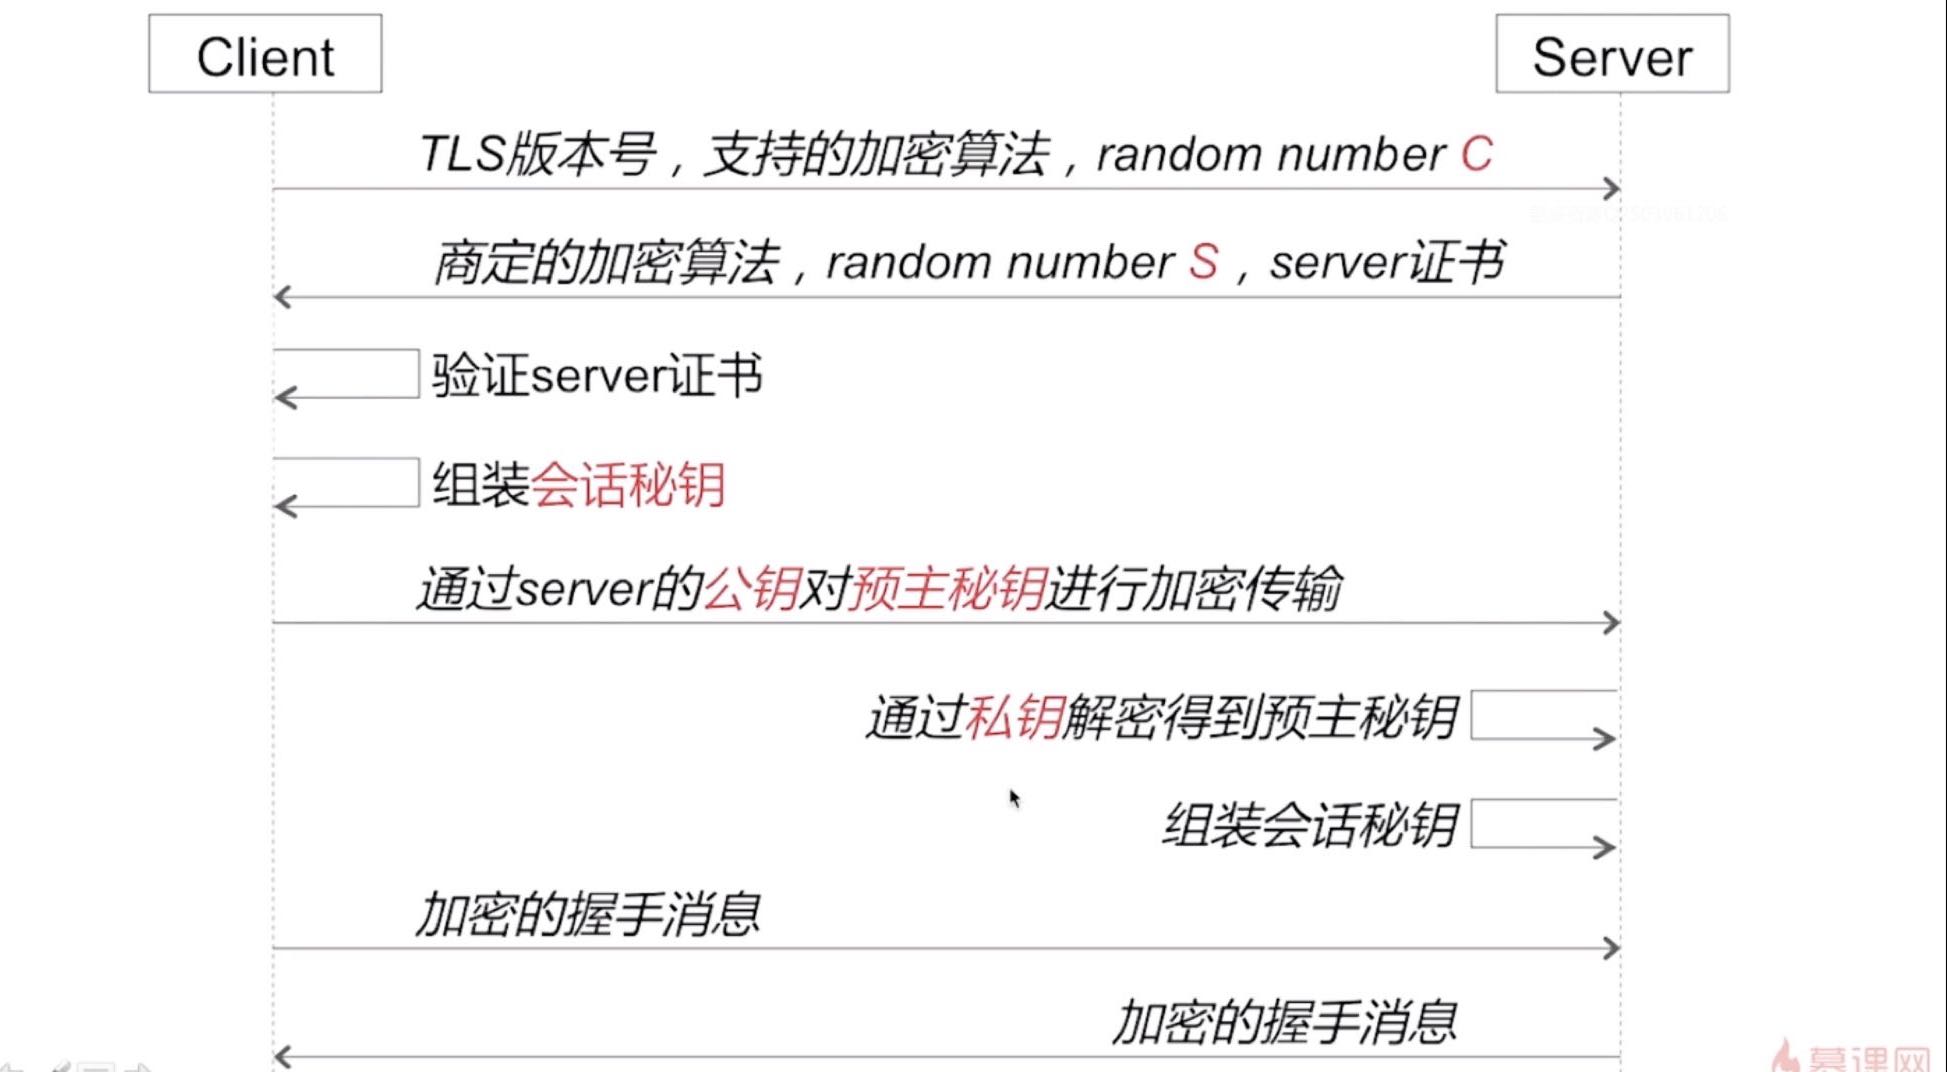 Client
Server
TLS版本号，支持的加密算法，random number C
商定的加密算法，random number S，server证书
验证server证书
组装会话秘钥
通过server的公钥对预主秘钥进行加密传输
通过私钥解密得到预主秘钥
组装会话秘钥
加密的握手消息
加密的握手消息
慕课网